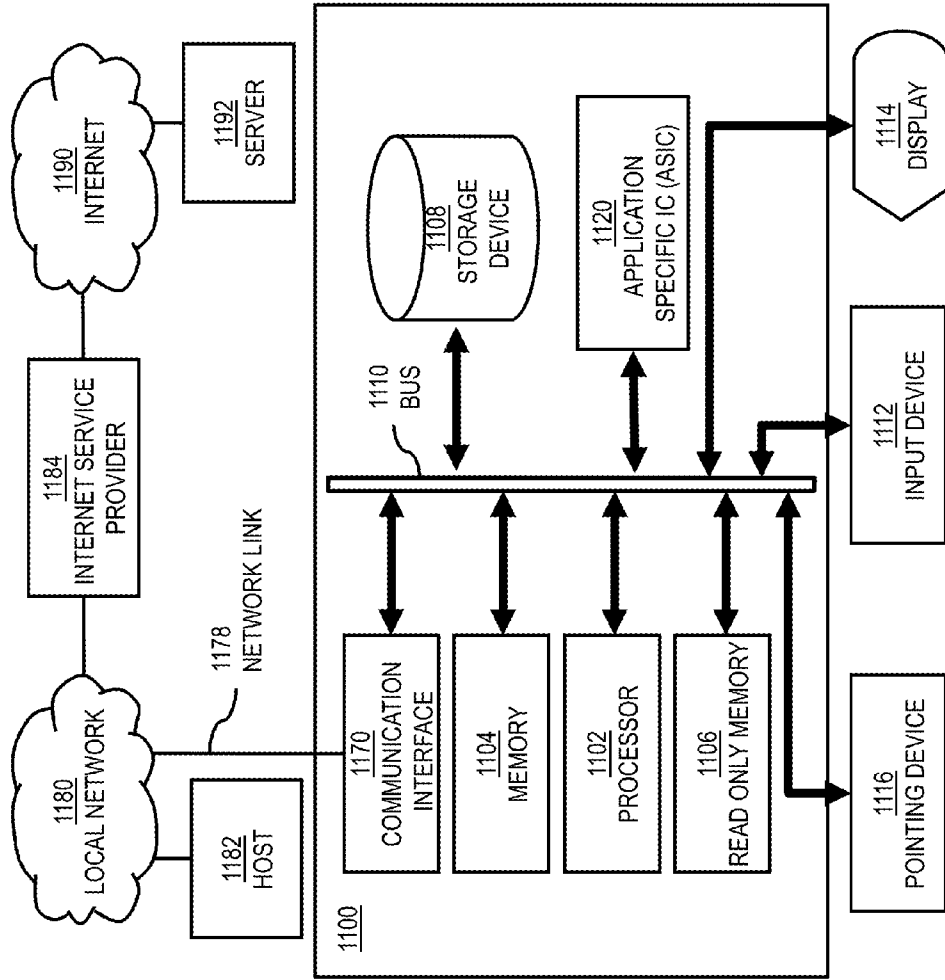 1180
LOCAL NETWORK
1184
INTERNET SERVICE
PROVIDER
1190
INTERNET
1182
HOST
1178
NETWORK LINK
1192
SERVER
1100
1170
COMMUNICATION
INTERFACE
1104
MEMORY
1102
PROCESSOR
1106
READ ONLY MEMORY
1110
BUS
1108
STORAGE
DEVICE
1120
APPLICATION
SPECIFIC IC (ASIC)
1116
POINTING DEVICE
1112
INPUT DEVICE
1114
DISPLAY